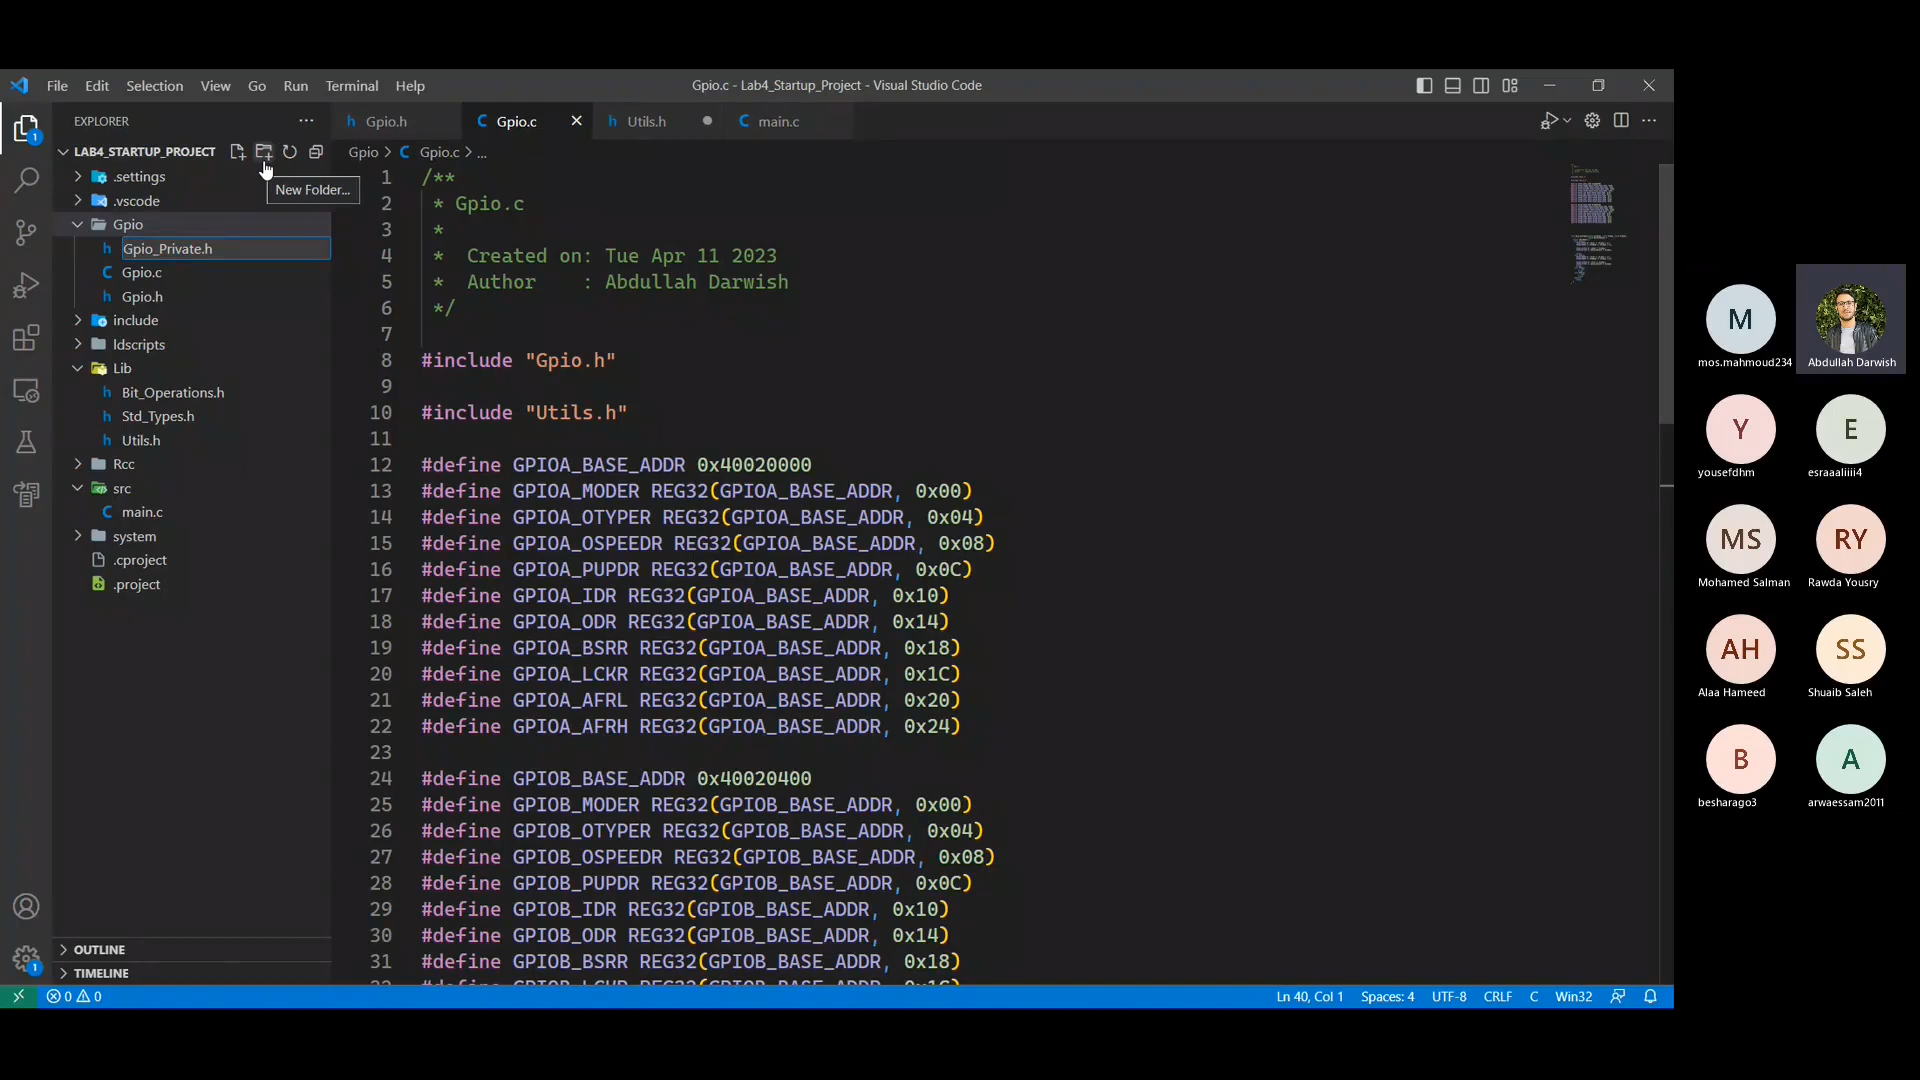 File Edit Selection View Go Run Terminal Help
Gpio.c - Lab4_Startup_Project - Visual Studio Code
EXPLORER
LAB4_STARTUP_PROJECT
New Folder...
.settings
.vscode
Gpio
Gpio_Private.h
Gpio.c
Gpio.h
include
ldscripts
Lib
Bit_Operations.h
Std_Types.h
Utils.h
Rcc
src
main.c
system
.cproject
.project
OUTLINE
TIMELINE
1
1
Gpio.h Gpio.c Utils.h main.c
Gpio > C Gpio.c > ...
1 /**
2 * Gpio.c
3 *
4 * Created on: Tue Apr 11 2023
5 * Author : Abdullah Darwish
6 */
7
8 #include "Gpio.h"
9
10 #include "Utils.h"
11
12 #define GPIOA_BASE_ADDR 0x40020000
13 #define GPIOA_MODER REG32(GPIOA_BASE_ADDR, 0x00)
14 #define GPIOA_OTYPER REG32(GPIOA_BASE_ADDR, 0x04)
15 #define GPIOA_OSPEEDR REG32(GPIOA_BASE_ADDR, 0x08)
16 #define GPIOA_PUPDR REG32(GPIOA_BASE_ADDR, 0x0C)
17 #define GPIOA_IDR REG32(GPIOA_BASE_ADDR, 0x10)
18 #define GPIOA_ODR REG32(GPIOA_BASE_ADDR, 0x14)
19 #define GPIOA_BSRR REG32(GPIOA_BASE_ADDR, 0x18)
20 #define GPIOA_LCKR REG32(GPIOA_BASE_ADDR, 0x1C)
21 #define GPIOA_AFRL REG32(GPIOA_BASE_ADDR, 0x20)
22 #define GPIOA_AFRH REG32(GPIOA_BASE_ADDR, 0x24)
23
24 #define GPIOB_BASE_ADDR 0x40020400
25 #define GPIOB_MODER REG32(GPIOB_BASE_ADDR, 0x00)
26 #define GPIOB_OTYPER REG32(GPIOB_BASE_ADDR, 0x04)
27 #define GPIOB_OSPEEDR REG32(GPIOB_BASE_ADDR, 0x08)
28 #define GPIOB_PUPDR REG32(GPIOB_BASE_ADDR, 0x0C)
29 #define GPIOB_IDR REG32(GPIOB_BASE_ADDR, 0x10)
30 #define GPIOB_ODR REG32(GPIOB_BASE_ADDR, 0x14)
31 #define GPIOB_BSRR REG32(GPIOB_BASE_ADDR, 0x18)
0 0
Ln 40, Col 1 Spaces: 4 UTF-8 CRLF C Win32
M
mos.mahmoud234
Abdullah Darwish
Y
yousefdhm
E
esraaaliiii4
MS
Mohamed Salman
RY
Rawda Yousry
AH
Alaa Hameed
SS
Shuaib Saleh
B
besharago3
A
arwaessam2011